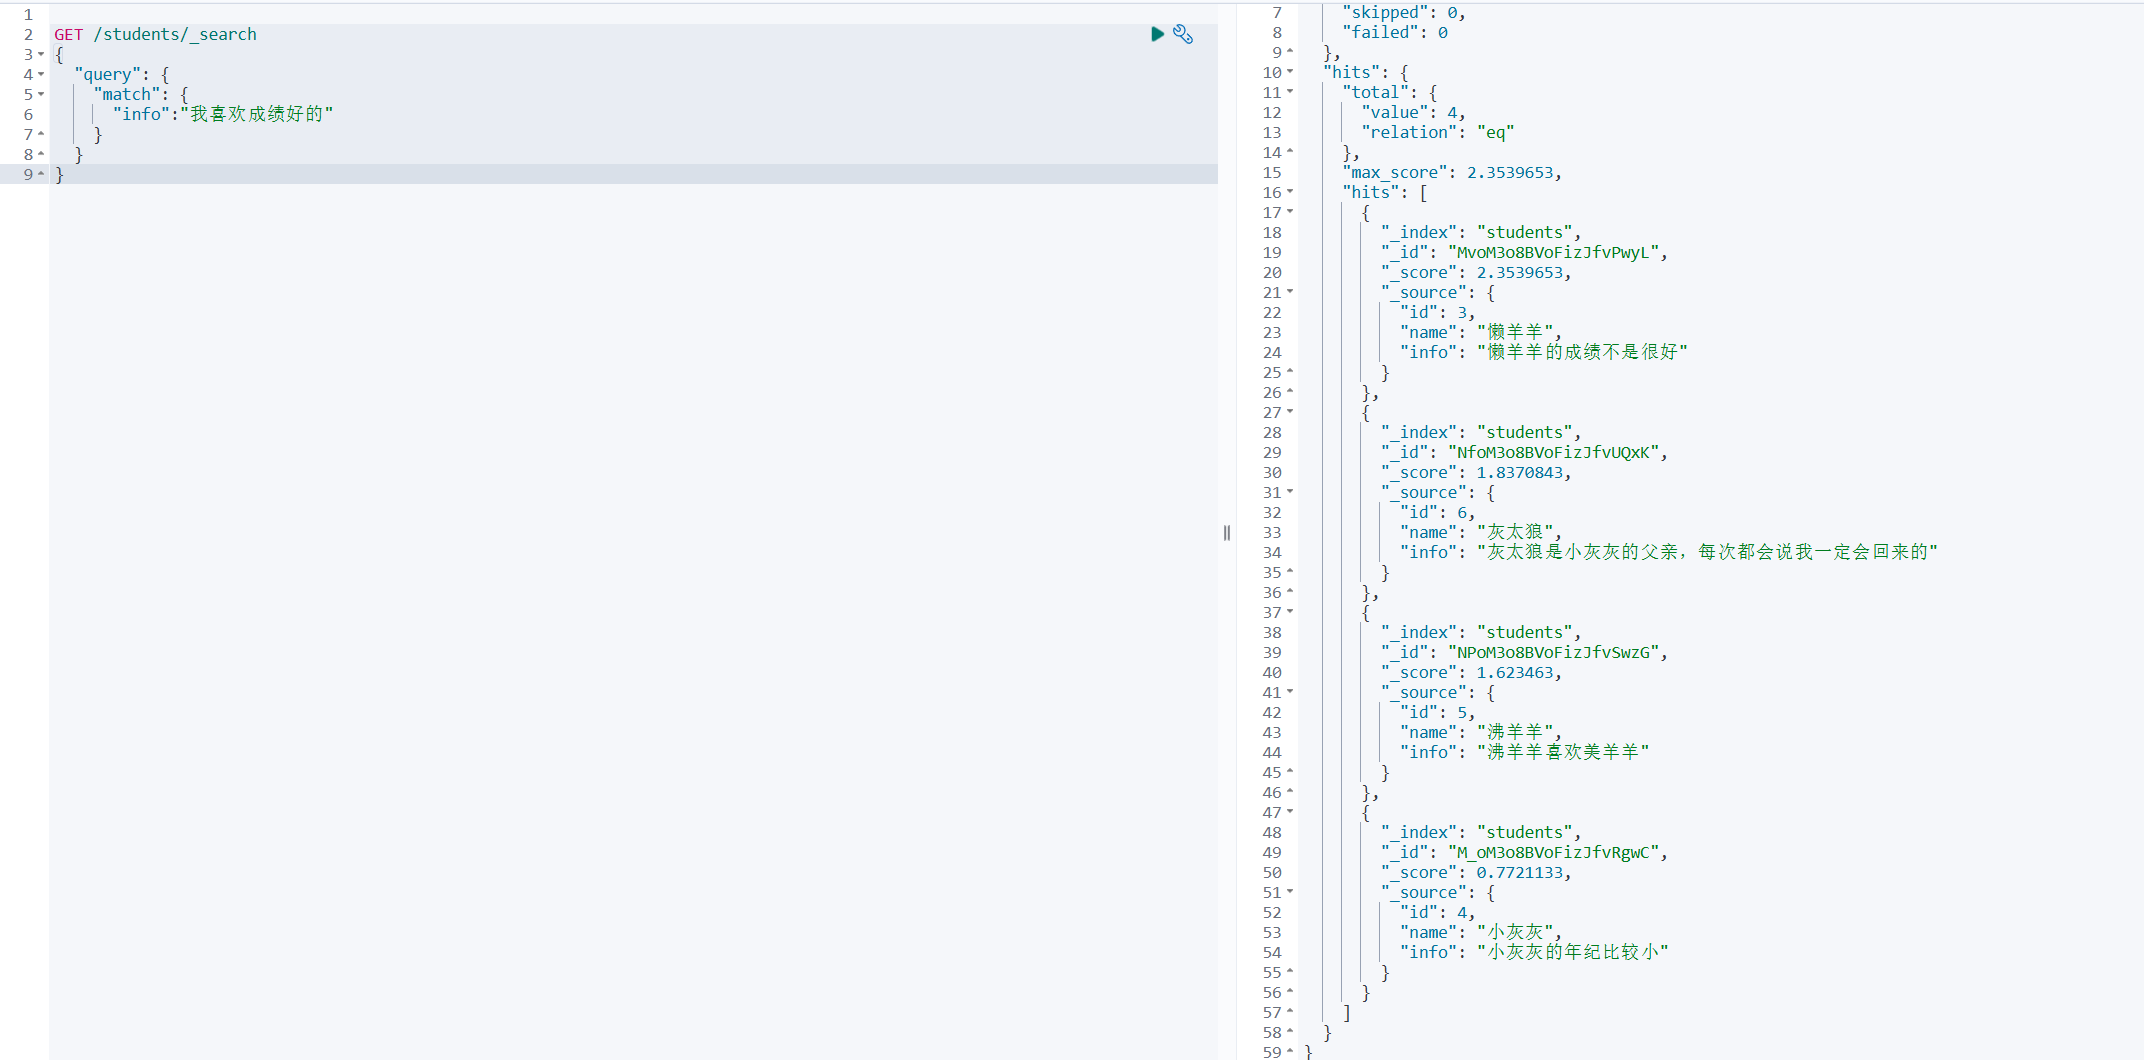 1
2 GET /students/_search
3 {
4 "query": {
5 "match": {
6 "info":"我喜欢成绩好的"
7 }
8 }
9 }
7 "skipped": 0,
8 "failed": 0
9 },
10 "hits": {
11 "total": {
12 "value": 4,
13 "relation": "eq"
14 },
15 "max_score": 2.3539653,
16 "hits": [
17 {
18 "_index": "students",
19 "_id": "MvoM3o8BVoFizJfvPwyL",
20 "_score": 2.3539653,
21 "_source": {
22 "id": 3,
23 "name": "懒羊羊",
24 "info": "懒羊羊的成绩不是很好"
25 }
26 },
27 {
28 "_index": "students",
29 "_id": "NfoM3o8BVoFizJfvUQxK",
30 "_score": 1.8370843,
31 "_source": {
32 "id": 6,
33 "name": "灰太狼",
34 "info": "灰太狼是小灰灰的父亲，每次都会说我一定会回来的"
35 }
36 },
37 {
38 "_index": "students",
39 "_id": "NPoM3o8BVoFizJfvSwzG",
40 "_score": 1.623463,
41 "_source": {
42 "id": 5,
43 "name": "沸羊羊",
44 "info": "沸羊羊喜欢美羊羊"
45 }
46 },
47 {
48 "_index": "students",
49 "_id": "M_oM3o8BVoFizJfvRgwC",
50 "_score": 0.7721133,
51 "_source": {
52 "id": 4,
53 "name": "小灰灰",
54 "info": "小灰灰的年纪比较小"
55 }
56 }
57 ]
58 }
59 }